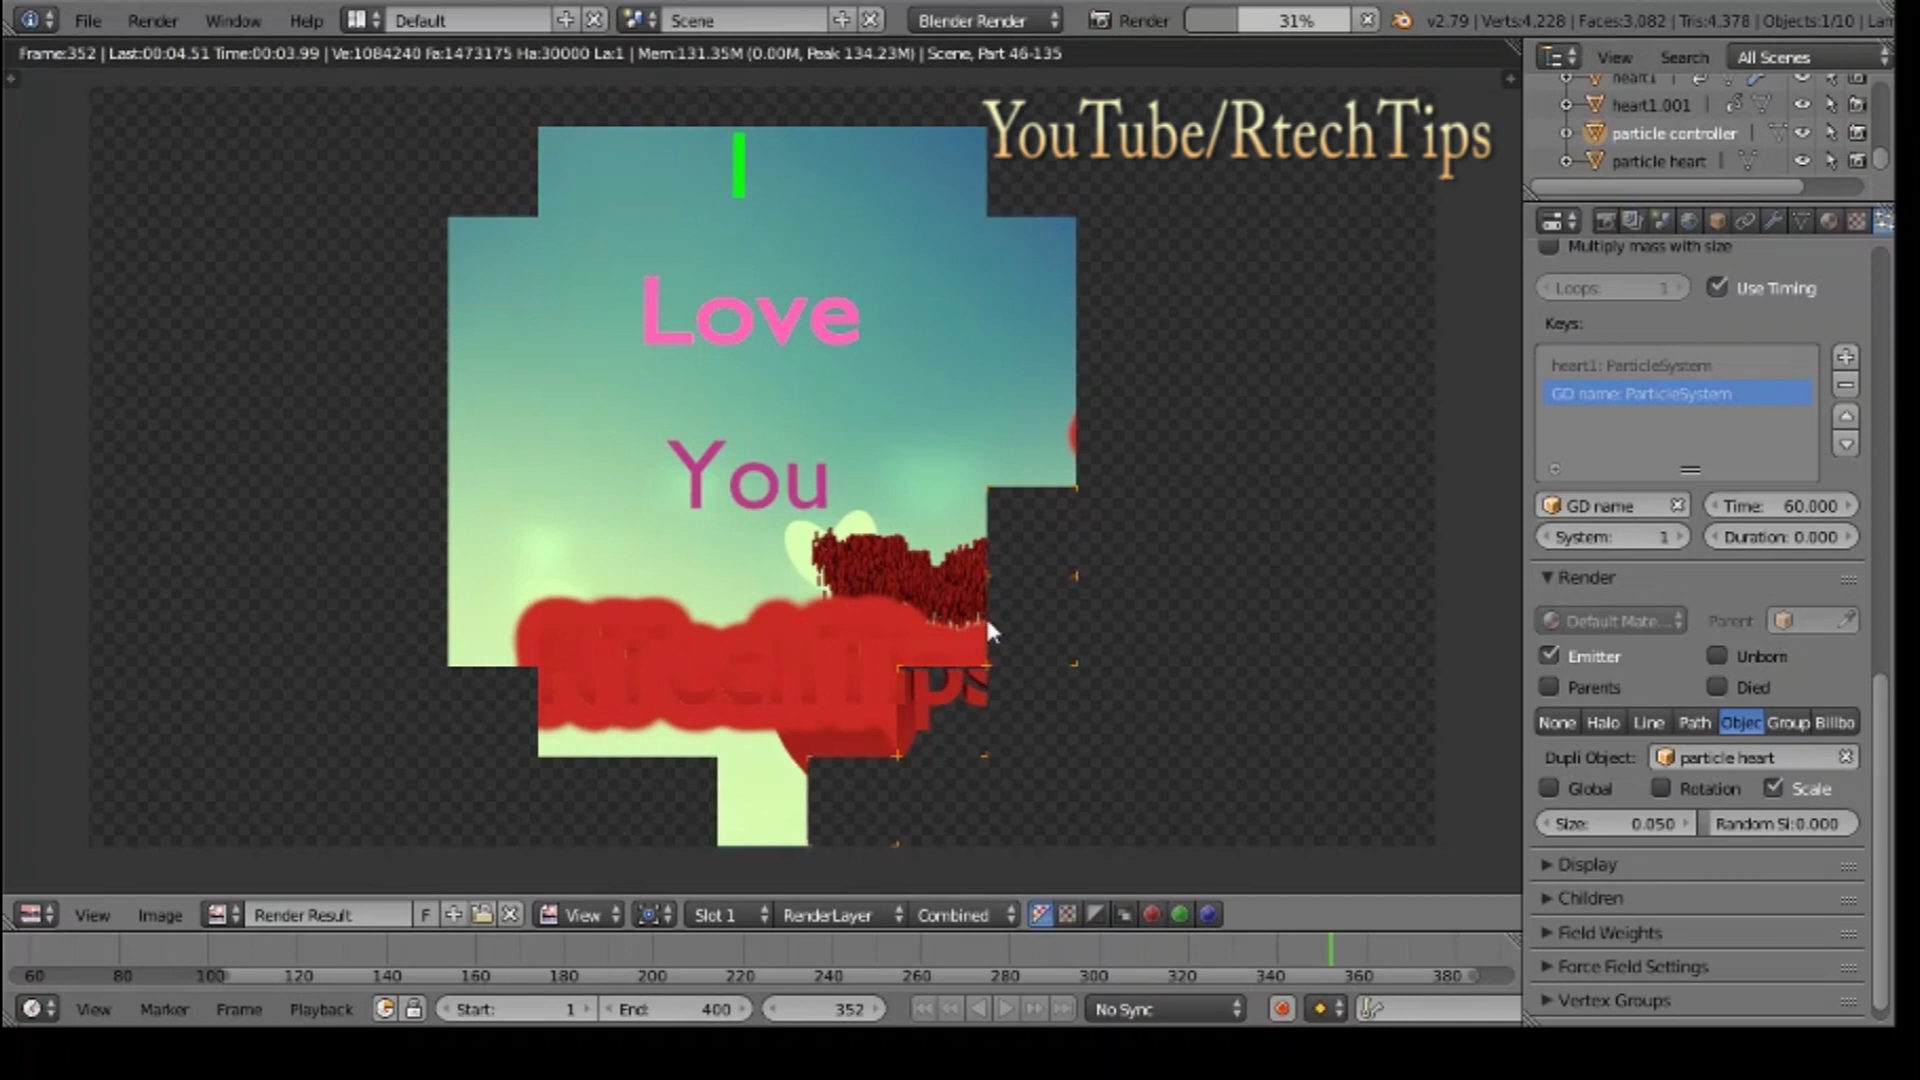 File Render Window Help Default Scene Blender Render Render 31% v2.79 | Verts:4,228 | Faces:3,082 | Tris:4,378 | Objects:1/10 | Lam
Frame:352 | Last:00:04.51 Time:00:03.99 | Ve:1084240 Fa:1473175 Ha:30000 La:1 | Mem:131.35M (0.00M, Peak 134.23M) | Scene, Part 46-135
View Search All Scenes
heart1
heart1.001
particle controller
particle heart
YouTube/RtechTips
I
Love
You
RTechTips
Multiply mass with size
Loops: 1 Use Timing
Keys:
heart1: ParticleSystem
GD name: ParticleSystem
GD name Time: 60.000
System: 1 Duration: 0.000
Render
Default Mate... Parent
Emitter Unborn
Parents Died
None Halo Line Path Objec Group Billbo
Dupli Object: particle heart
Global Rotation Scale
Size: 0.050 Random Si:0.000
Display
Children
Field Weights
Force Field Settings
Vertex Groups
View Image Render Result F View Slot 1 RenderLayer Combined
60 80 100 120 140 160 180 200 220 240 260 280 300 320 340 360 380
View Marker Frame Playback Start: 1 End: 400 352 No Sync